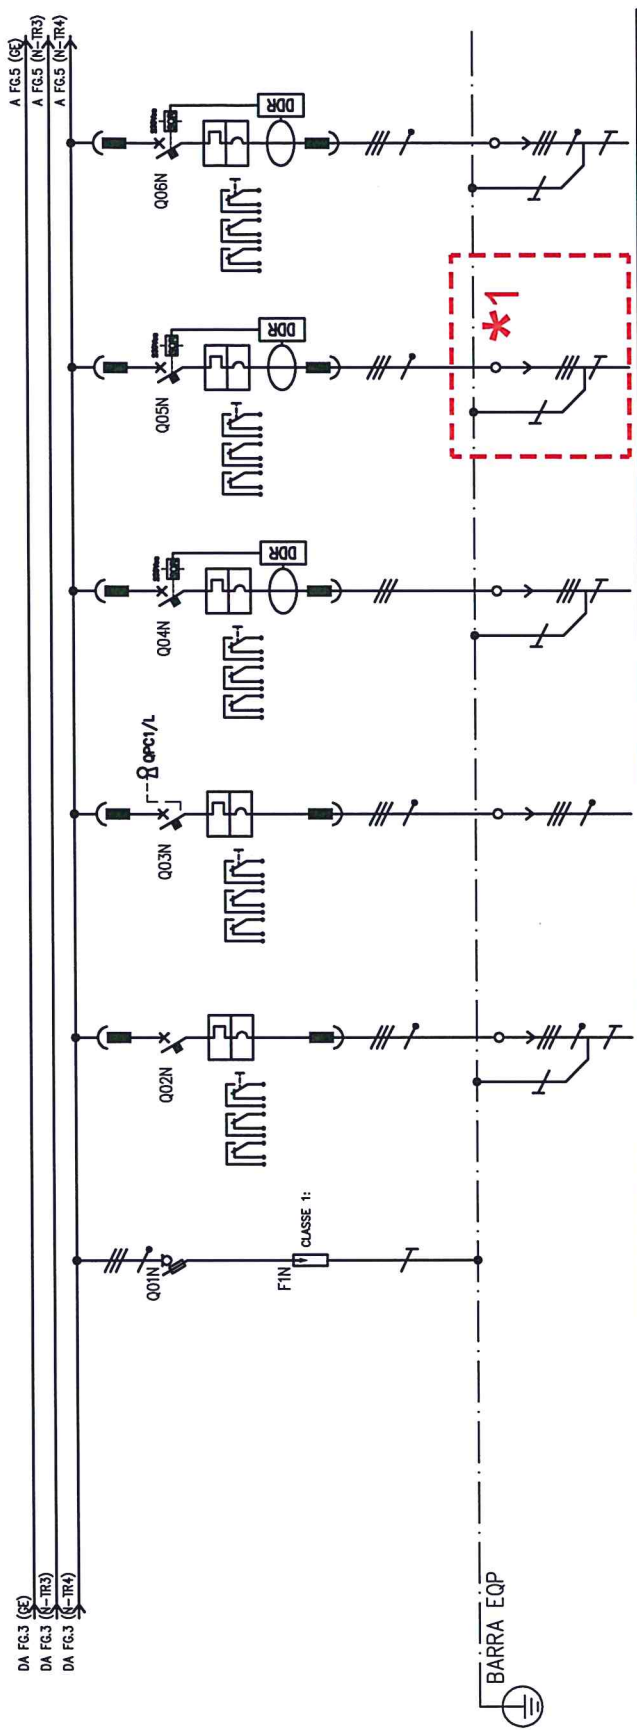 DA FG.3 (GE)
DA FG.3 (N-TR3)
DA FG.3 (N-TR4)
A FG.5 (GE)
A FG.5 (N-TR3)
A FG.5 (N-TR4)
Q01N
F1N
CLASSE 1:
Q02N
Q03N
QPC1/L
Q04N
DDR
Q05N
DDR
Q06N
DDR
*1
BARRA EQP